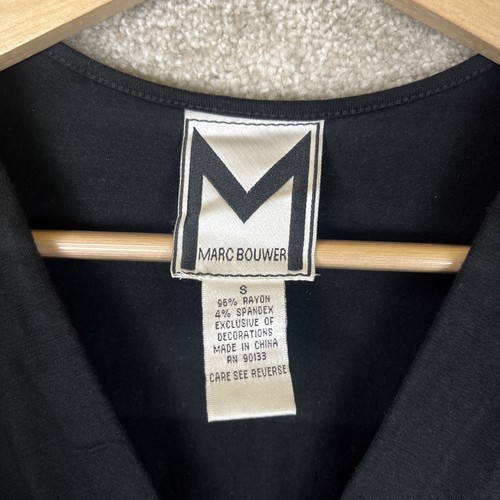 M
MARC BOUWER
S
96% RAYON
4% SPANDEX
EXCLUSIVE OF
DECORATIONS
MADE IN CHINA
RN 90133
CARE SEE REVERSE